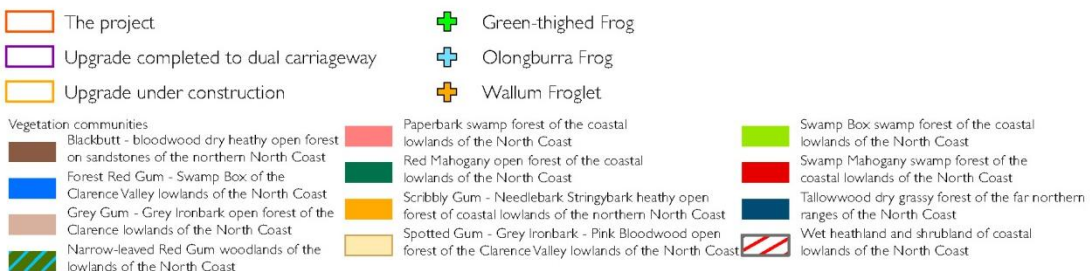 The project
Upgrade completed to dual carriageway
Upgrade under construction
Green-thighed Frog
Olongburra Frog
Wallum Froglet
Vegetation communities
Blackbutt - bloodwood dry heathy open forest
on sandstones of the northern North Coast
Forest Red Gum - Swamp Box of the
Clarence Valley lowlands of the North Coast
Grey Gum - Grey Ironbark open forest of the
Clarence lowlands of the North Coast
Narrow-leaved Red Gum woodlands of the
lowlands of the North Coast
Paperbark swamp forest of the coastal
lowlands of the North Coast
Red Mahogany open forest of the coastal
lowlands of the North Coast
Scribbly Gum - Needlebark Stringybark heathy open
forest of coastal lowlands of the northern North Coast
Spotted Gum - Grey Ironbark - Pink Bloodwood open
forest of the Clarence Valley lowlands of the North Coast
Swamp Box swamp forest of the coastal
lowlands of the North Coast
Swamp Mahogany swamp forest of the
coastal lowlands of the North Coast
Tallowwood dry grassy forest of the far northern
ranges of the North Coast
Wet heathland and shrubland of coastal
lowlands of the North Coast